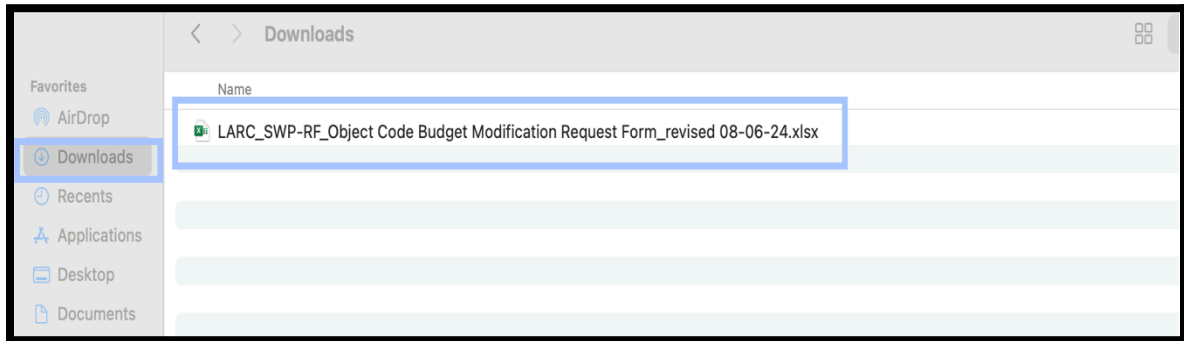 Downloads
Favorites
Name
AirDrop
LARC_SWP-RF_Object Code Budget Modification Request Form_revised 08-06-24.xlsx
Downloads
Recents
Applications
Desktop
Documents